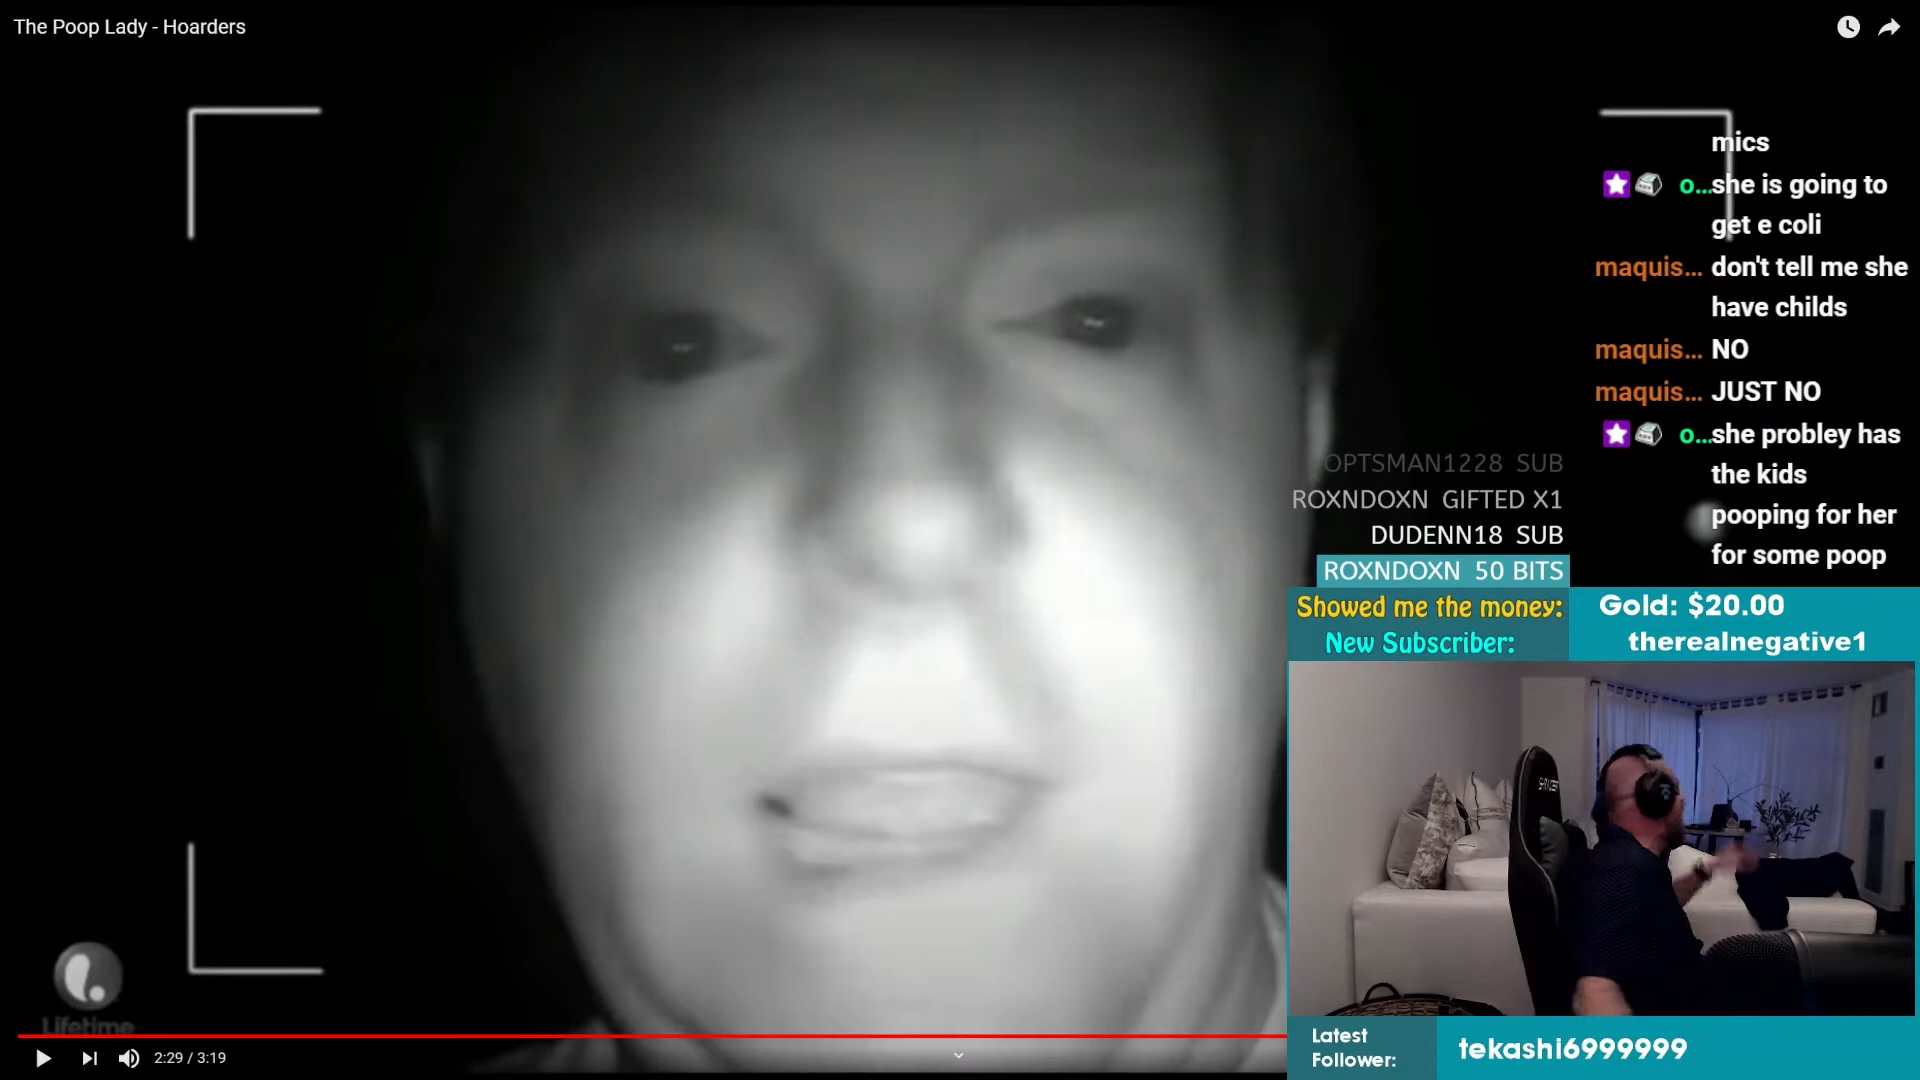 The Poop Lady - Hoarders
mics
o... she is going to
get e coli
maquis... don't tell me she
have childs
maquis... NO
maquis... JUST NO
o... she probley has
the kids
pooping for her
for some poop
OPTSMAN1228 SUB
ROXNDOXN GIFTED X1
DUDENN18 SUB
ROXNDOXN 50 BITS
Showed me the money: Gold: $20.00
New Subscriber: therealnegative1
Lifetime
2:29 / 3:19
Latest
Follower: tekashi6999999